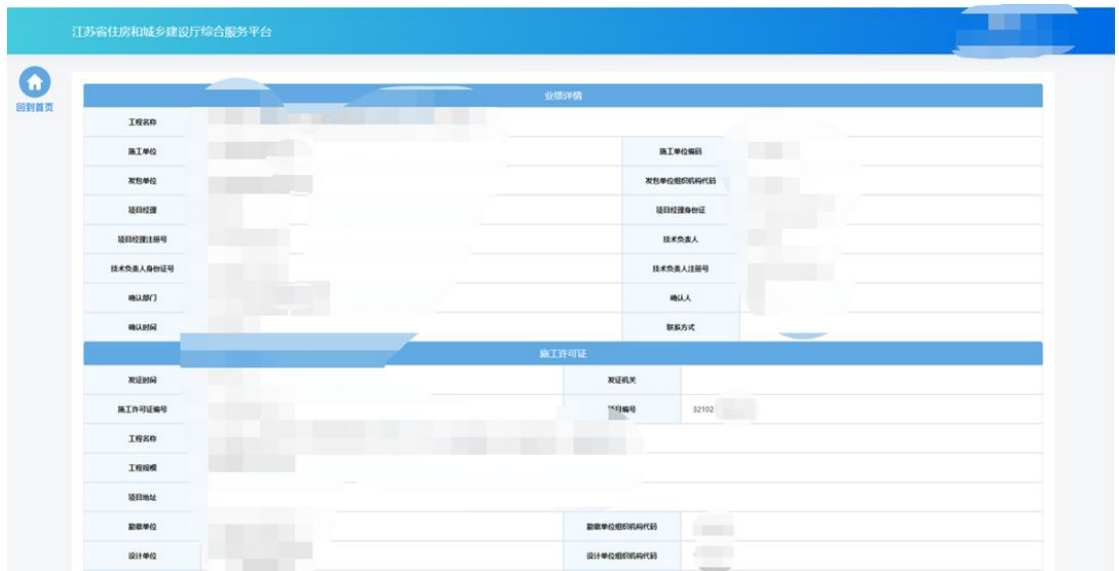 江苏省住房和城乡建设厅综合服务平台
回到首页
业绩详情
工程名称
施工单位 施工单位编码
发包单位 发包单位组织机构代码
项目经理 项目经理身份证
项目经理注册号 技术负责人
技术负责人身份证号 技术负责人注册号
确认部门 确认人
确认时间 联系方式
施工许可证
发证时间 发证机关
施工许可证编号 项目编号 32102
工程名称
工程规模
项目地址
勘察单位 勘察单位组织机构代码
设计单位 设计单位组织机构代码